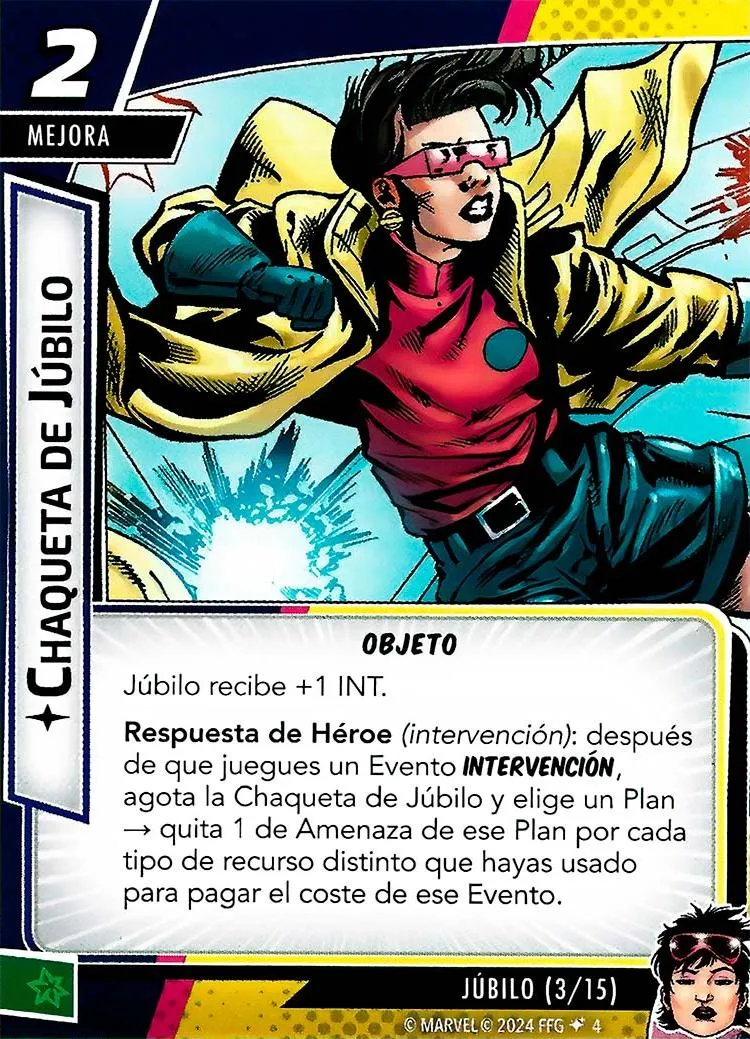 2
MEJORA
CHAQUETA DE JÚBILO
OBJETO
Júbilo recibe +1 INT.
Respuesta de Héroe (intervención): después
de que juegues un Evento INTERVENCIÓN,
agota la Chaqueta de Júbilo y elige un Plan
→ quita 1 de Amenaza de ese Plan por cada
tipo de recurso distinto que hayas usado
para pagar el coste de ese Evento.
JÚBILO (3/15)
© MARVEL © 2024 FFG ✦ 4